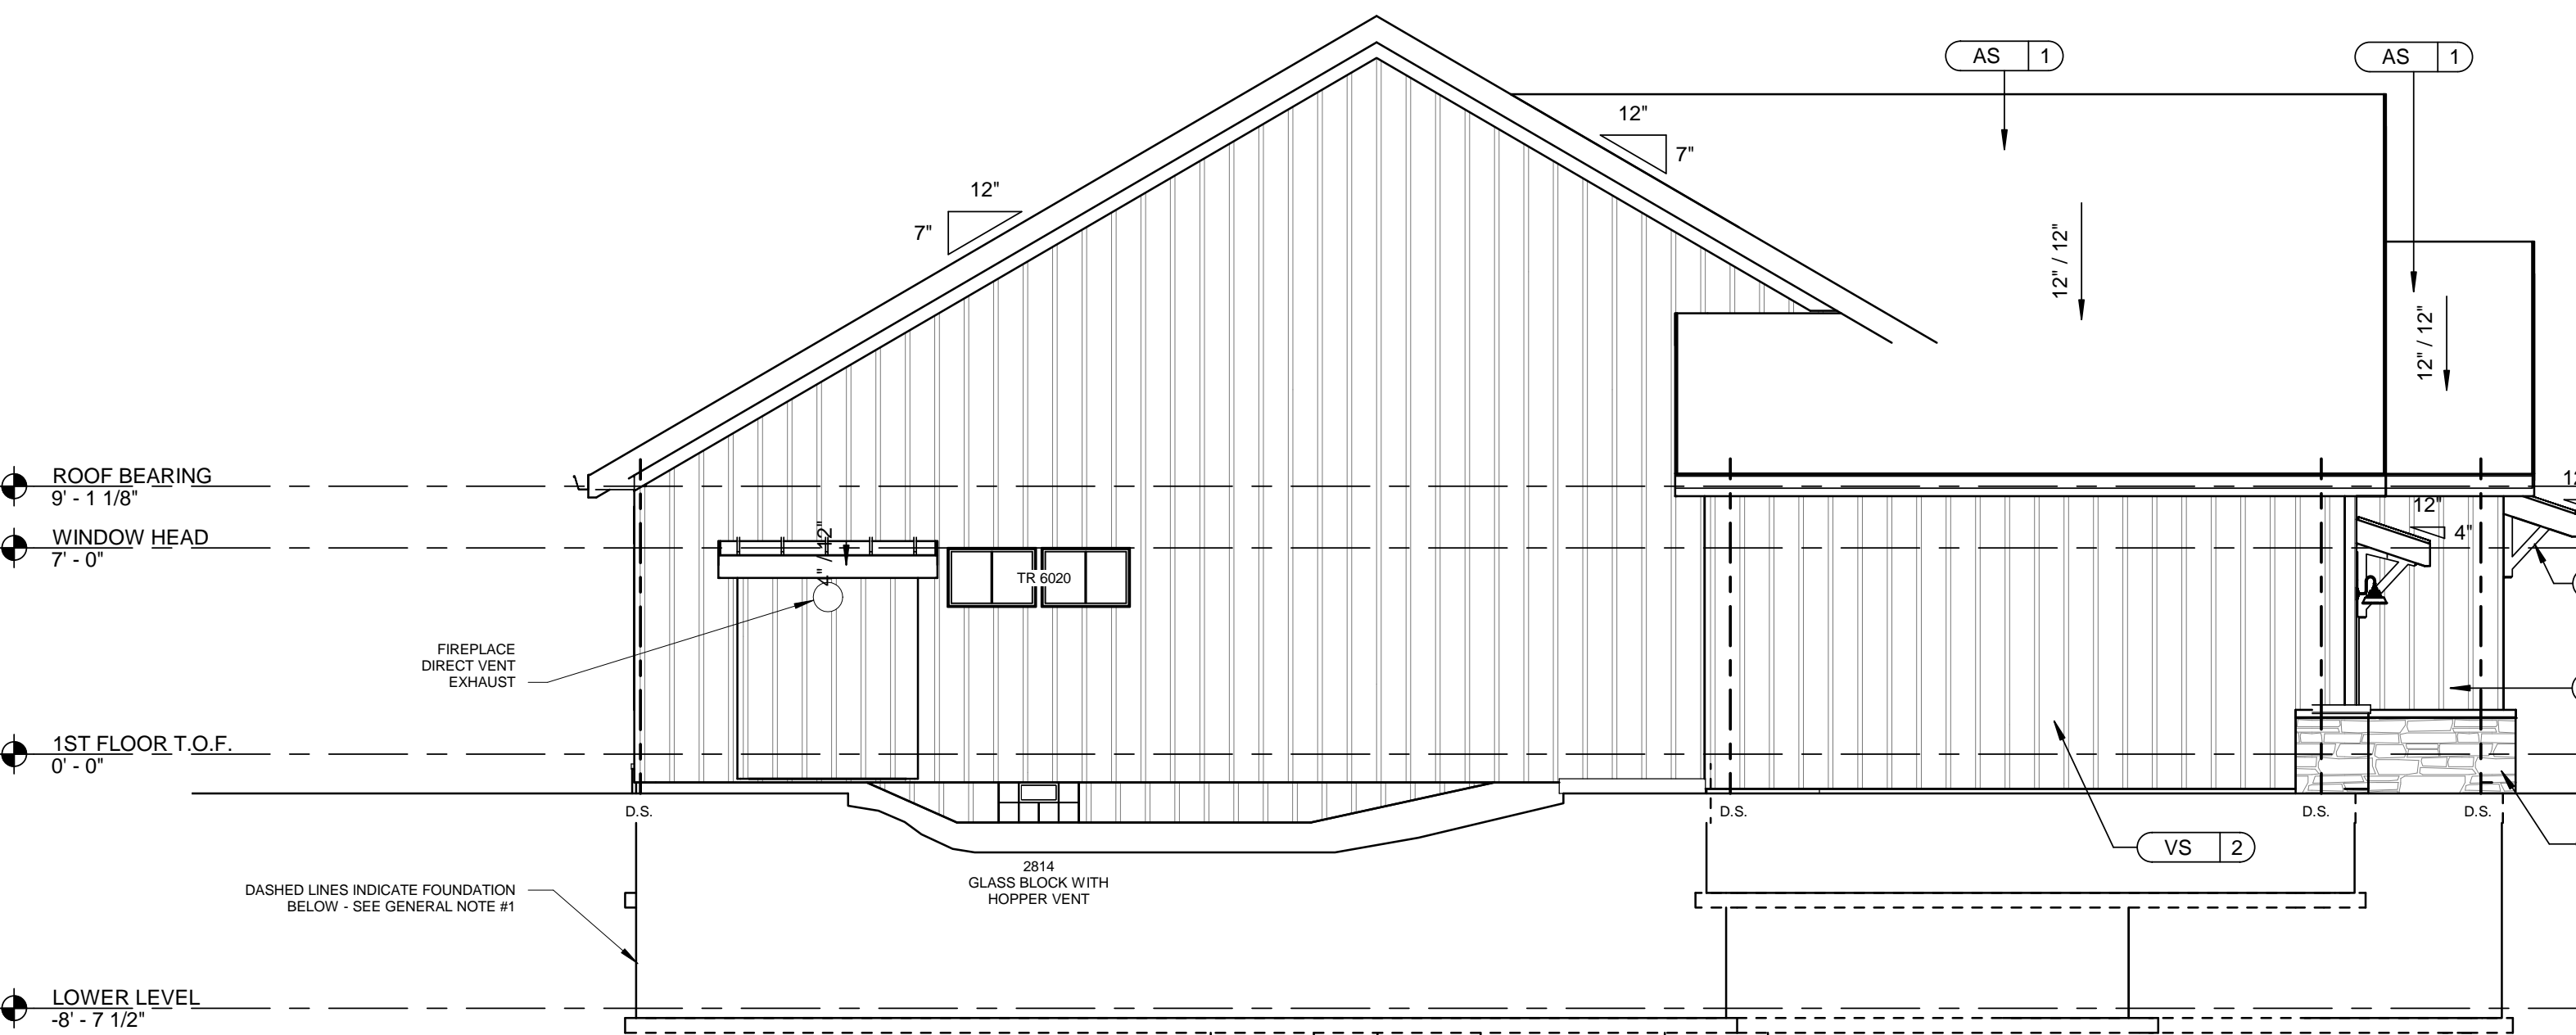 AS 1
AS 1
12"
7"
12"
7"
12" / 12"
12" / 12"
ROOF BEARING
9' - 1 1/8"
WINDOW HEAD
7' - 0"
4" / 12"
TR 6020
12"
4"
FIREPLACE
DIRECT VENT
EXHAUST
1ST FLOOR T.O.F.
0' - 0"
D.S.
D.S.
D.S.
D.S.
VS 2
2814
GLASS BLOCK WITH
HOPPER VENT
DASHED LINES INDICATE FOUNDATION
BELOW - SEE GENERAL NOTE #1
LOWER LEVEL
-8' - 7 1/2"